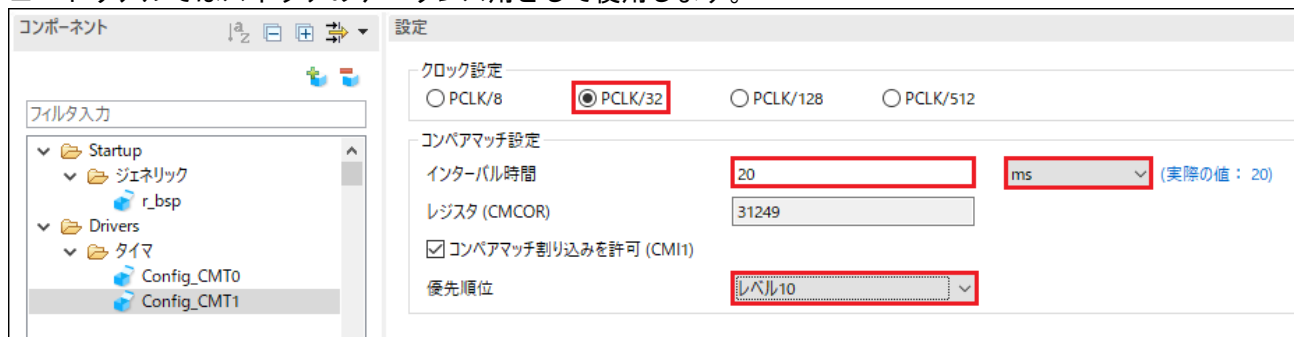 コンポーネント
設定
フィルタ入力
Startup
ジェネリック
r_bsp
Drivers
タイマ
Config_CMT0
Config_CMT1
クロック設定
PCLK/8 PCLK/32 PCLK/128 PCLK/512
コンペアマッチ設定
インターバル時間 20 ms (実際の値： 20)
レジスタ (CMCOR) 31249
コンペアマッチ割り込みを許可 (CMI1)
優先順位 レベル10